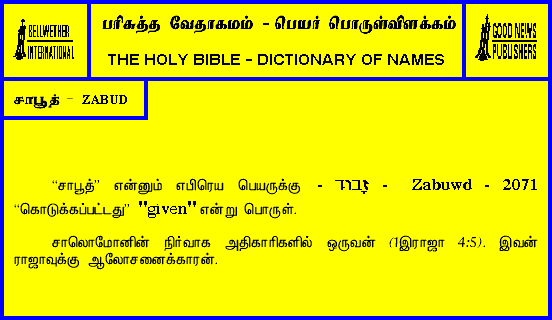 BELLWETHER
INTERNATIONAL
பரிசுத்த வேதாகமம் - பெயர் பொருள்விளக்கம்
THE HOLY BIBLE - DICTIONARY OF NAMES
GOOD NEWS
PUBLISHERS
சாபூத் - ZABUD
“சாபூத்” என்னும் எபிரெய பெயருக்கு - זָבוּד - Zabuwd - 2071
“கொடுக்கப்பட்டது” "given" என்று பொருள்.
சாலொமோனின் நிர்வாக அதிகாரிகளில் ஒருவன் (1இராஜா 4:5). இவன்
ராஜாவுக்கு ஆலோசனைக்காரன்.